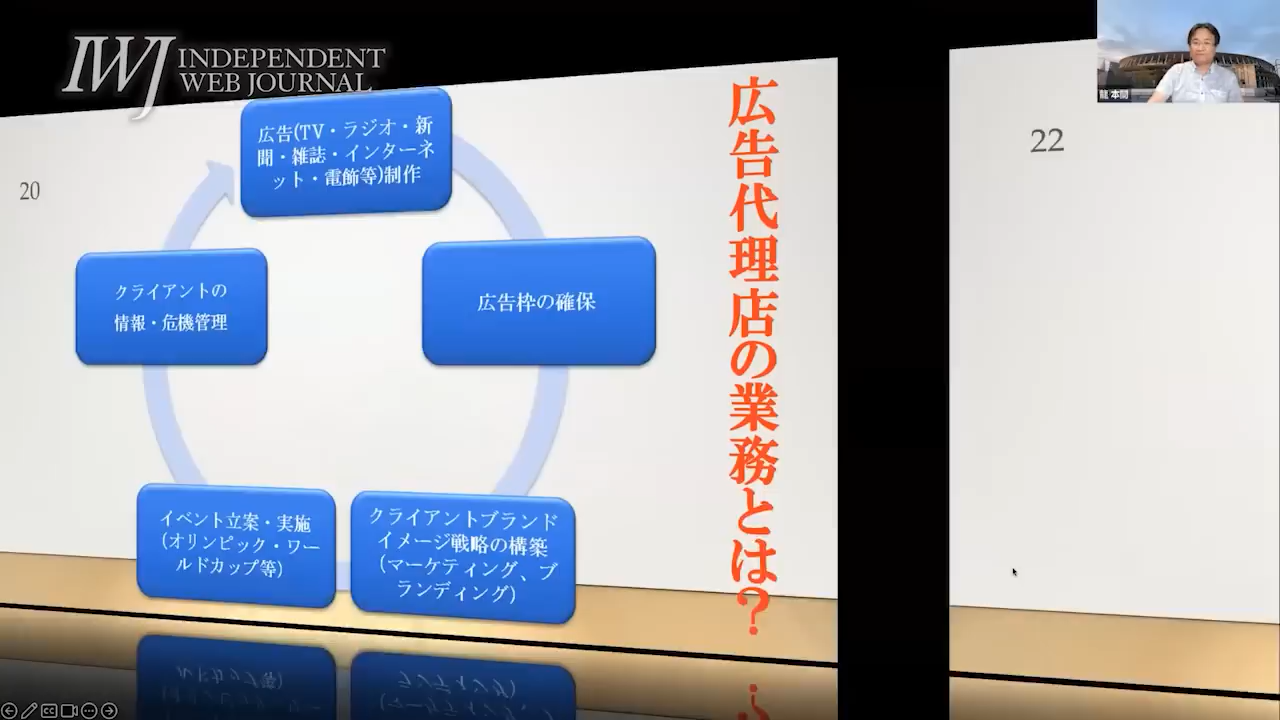 IWJ INDEPENDENT
WEB JOURNAL
龍 本間
20
22
広告代理店の業務とは？
広告(TV・ラジオ・新
聞・雑誌・インターネ
ット・電飾等)制作
広告枠の確保
クライアントブランド
イメージ戦略の構築
(マーケティング、ブ
ランディング)
イベント立案・実施
(オリンピック・ワー
ルドカップ等)
クライアントの
情報・危機管理